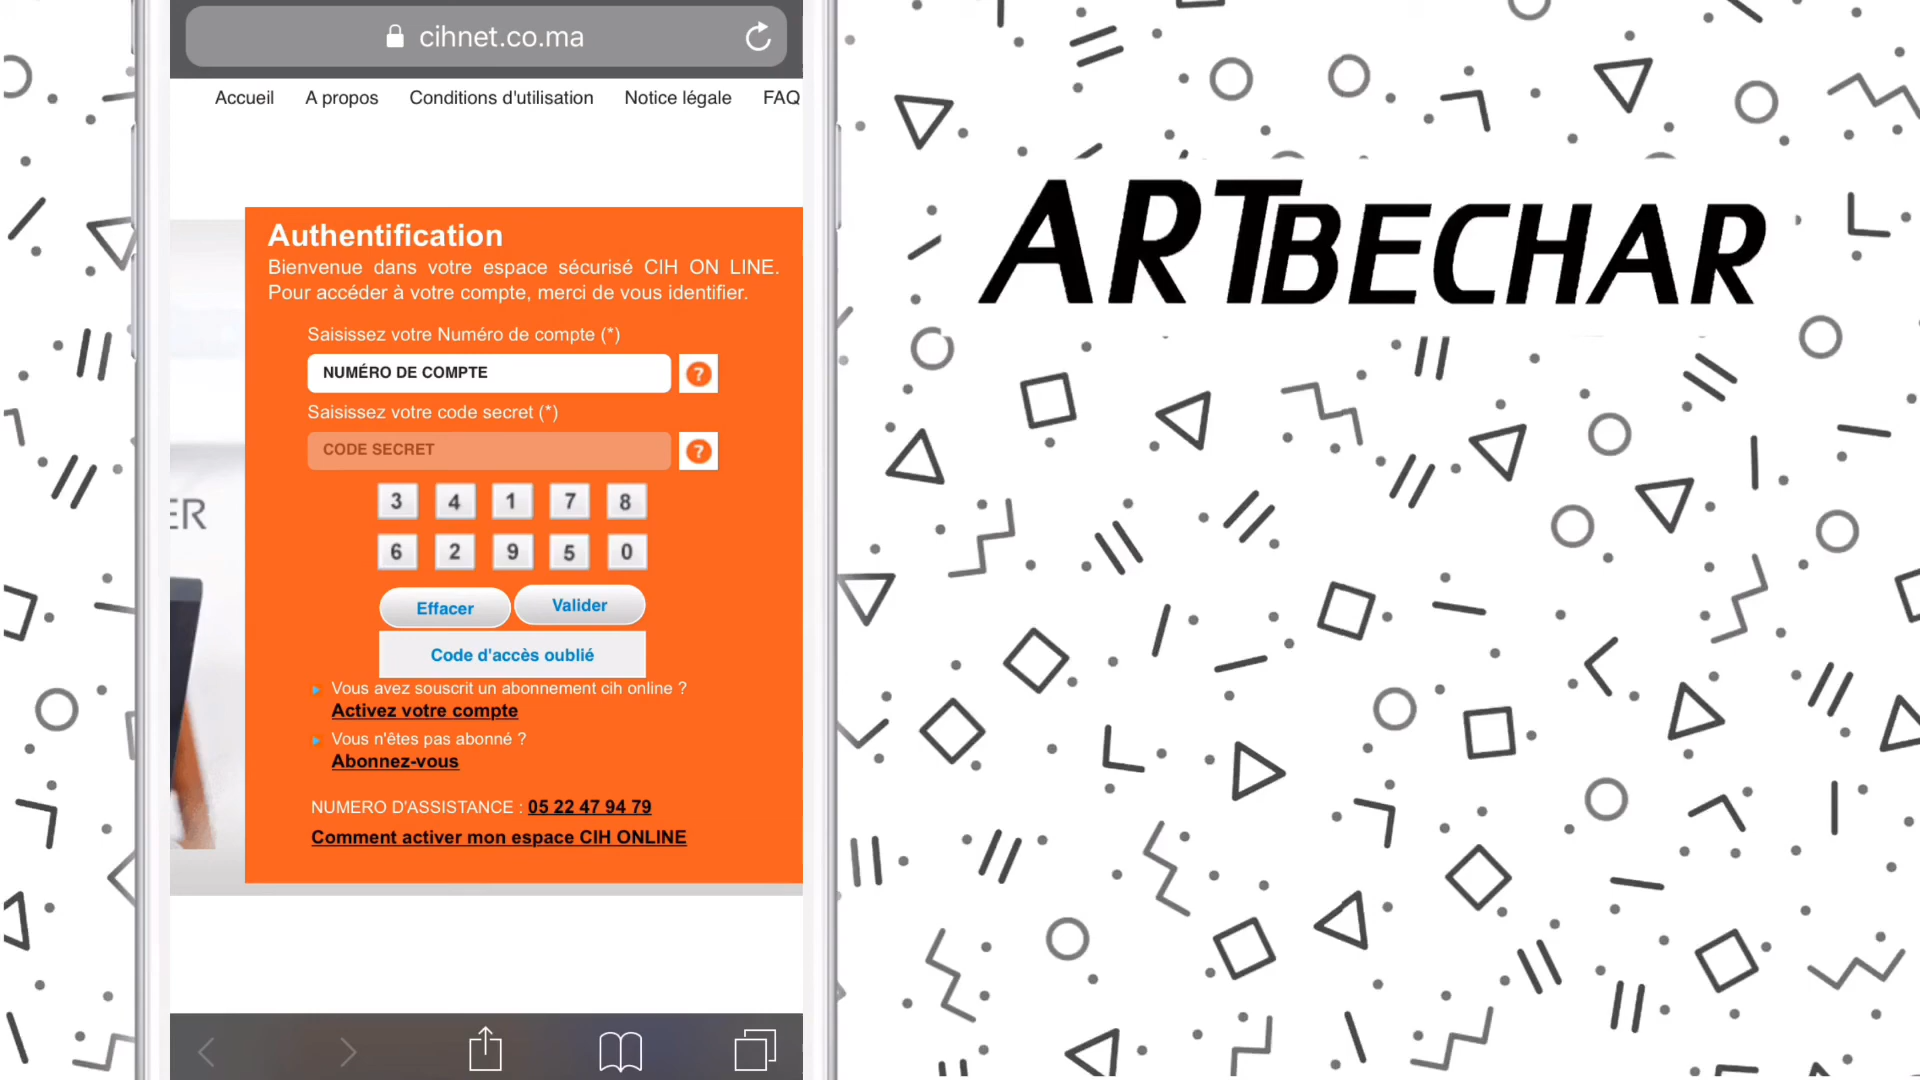 cihnet.co.ma
Accueil A propos Conditions d'utilisation Notice légale FAQ
Authentification
Bienvenue dans votre espace sécurisé CIH ON LINE.
Pour accéder à votre compte, merci de vous identifier.
Saisissez votre Numéro de compte (*)
NUMÉRO DE COMPTE
?
Saisissez votre code secret (*)
CODE SECRET
?
3 4 1 7 8
6 2 9 5 0
Effacer Valider
Code d'accès oublié
Vous avez souscrit un abonnement cih online ?
Activez votre compte
Vous n'êtes pas abonné ?
Abonnez-vous
NUMERO D'ASSISTANCE : 05 22 47 94 79
Comment activer mon espace CIH ONLINE
ER
ARTBECHAR